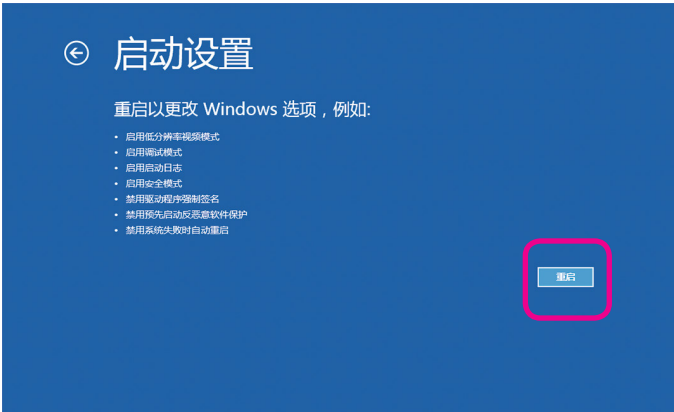 启动设置
重启以更改 Windows 选项，例如:
• 启用低分辨率视频模式
• 启用调试模式
• 启用启动日志
• 启用安全模式
• 禁用驱动程序强制签名
• 禁用预先启动反恶意软件保护
• 禁用系统失败时自动重启
重启